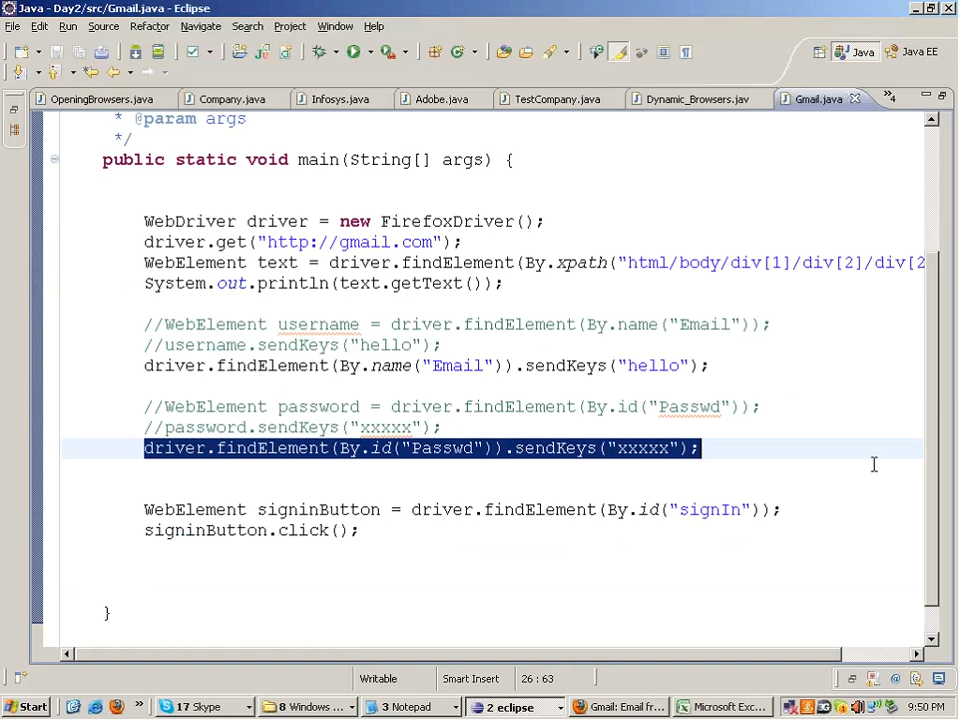 Java - Day2/src/Gmail.java - Eclipse
File Edit Run Source Refactor Navigate Search Project Tools Window Help
Java Java EE
OpeningBrowsers.java Company.java Infosys.java Adobe.java TestCompany.java Dynamic_Browsers.jav Gmail.java »4
* @param args
*/
public static void main(String[] args) {
WebDriver driver = new FirefoxDriver();
driver.get("http://gmail.com");
WebElement text = driver.findElement(By.xpath("html/body/div[1]/div[2]/div[2
System.out.println(text.getText());
//WebElement username = driver.findElement(By.name("Email"));
//username.sendKeys("hello");
driver.findElement(By.name("Email")).sendKeys("hello");
//WebElement password = driver.findElement(By.id("Passwd"));
//password.sendKeys("xxxxx");
driver.findElement(By.id("Passwd")).sendKeys("xxxxx");
WebElement signinButton = driver.findElement(By.id("signIn"));
signinButton.click();
}
Writable Smart Insert 26 : 63
Start » 17 Skype 8 Windows ... 3 Notepad 2 eclipse Gmail: Email fr... Microsoft Exc... 9:50 PM